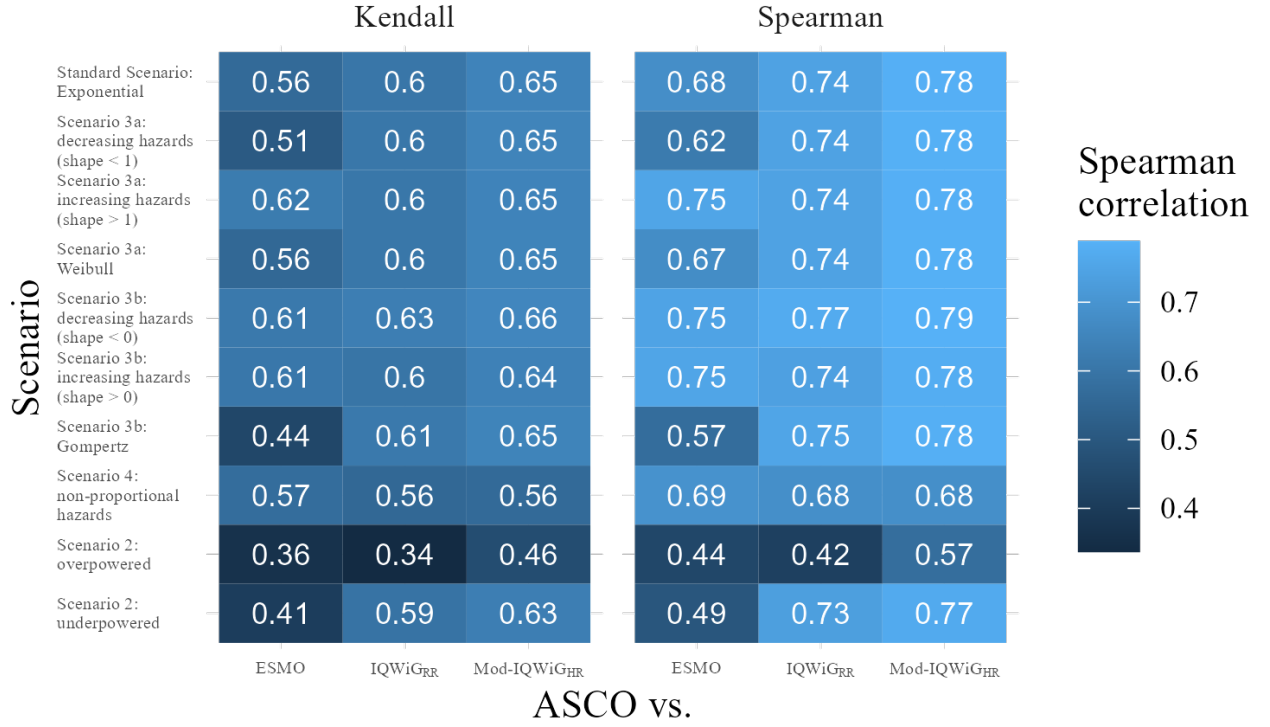 Kendall
Spearman
Scenario
Standard Scenario:
Exponential
0.56 0.6 0.65 0.68 0.74 0.78
Scenario 3a:
decreasing hazards
(shape < 1)
0.51 0.6 0.65 0.62 0.74 0.78
Scenario 3a:
increasing hazards
(shape > 1)
0.62 0.6 0.65 0.75 0.74 0.78
Scenario 3a:
Weibull
0.56 0.6 0.65 0.67 0.74 0.78
Scenario 3b:
decreasing hazards
(shape < 0)
0.61 0.63 0.66 0.75 0.77 0.79
Scenario 3b:
increasing hazards
(shape > 0)
0.61 0.6 0.64 0.75 0.74 0.78
Scenario 3b:
Gompertz
0.44 0.61 0.65 0.57 0.75 0.78
Scenario 4:
non-proportional
hazards
0.57 0.56 0.56 0.69 0.68 0.68
Scenario 2:
overpowered
0.36 0.34 0.46 0.44 0.42 0.57
Scenario 2:
underpowered
0.41 0.59 0.63 0.49 0.73 0.77
ESMO IQWiGRR Mod-IQWiGHR ESMO IQWiGRR Mod-IQWiGHR
ASCO vs.
Spearman
correlation
0.7
0.6
0.5
0.4